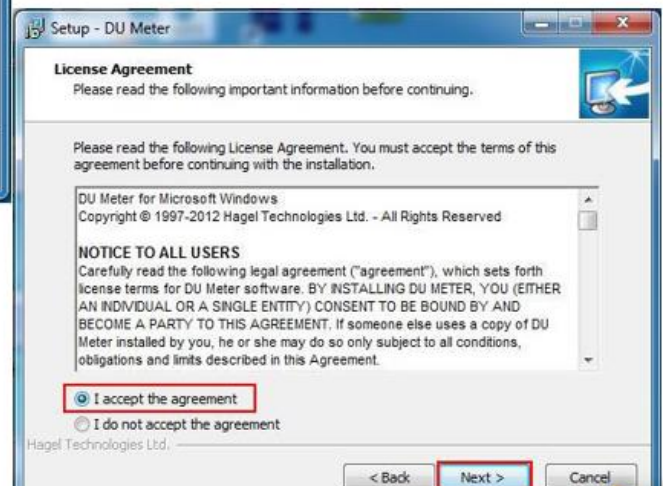 Setup - DU Meter
License Agreement
Please read the following important information before continuing.
Please read the following License Agreement. You must accept the terms of this
agreement before continuing with the installation.
DU Meter for Microsoft Windows
Copyright © 1997-2012 Hagel Technologies Ltd. - All Rights Reserved
NOTICE TO ALL USERS
Carefully read the following legal agreement ("agreement"), which sets forth
license terms for DU Meter software. BY INSTALLING DU METER, YOU (EITHER
AN INDIVIDUAL OR A SINGLE ENTITY) CONSENT TO BE BOUND BY AND
BECOME A PARTY TO THIS AGREEMENT. If someone else uses a copy of DU
Meter installed by you, he or she may do so only subject to all conditions,
obligations and limits described in this Agreement.
I accept the agreement
I do not accept the agreement
Hagel Technologies Ltd.
< Back Next > Cancel